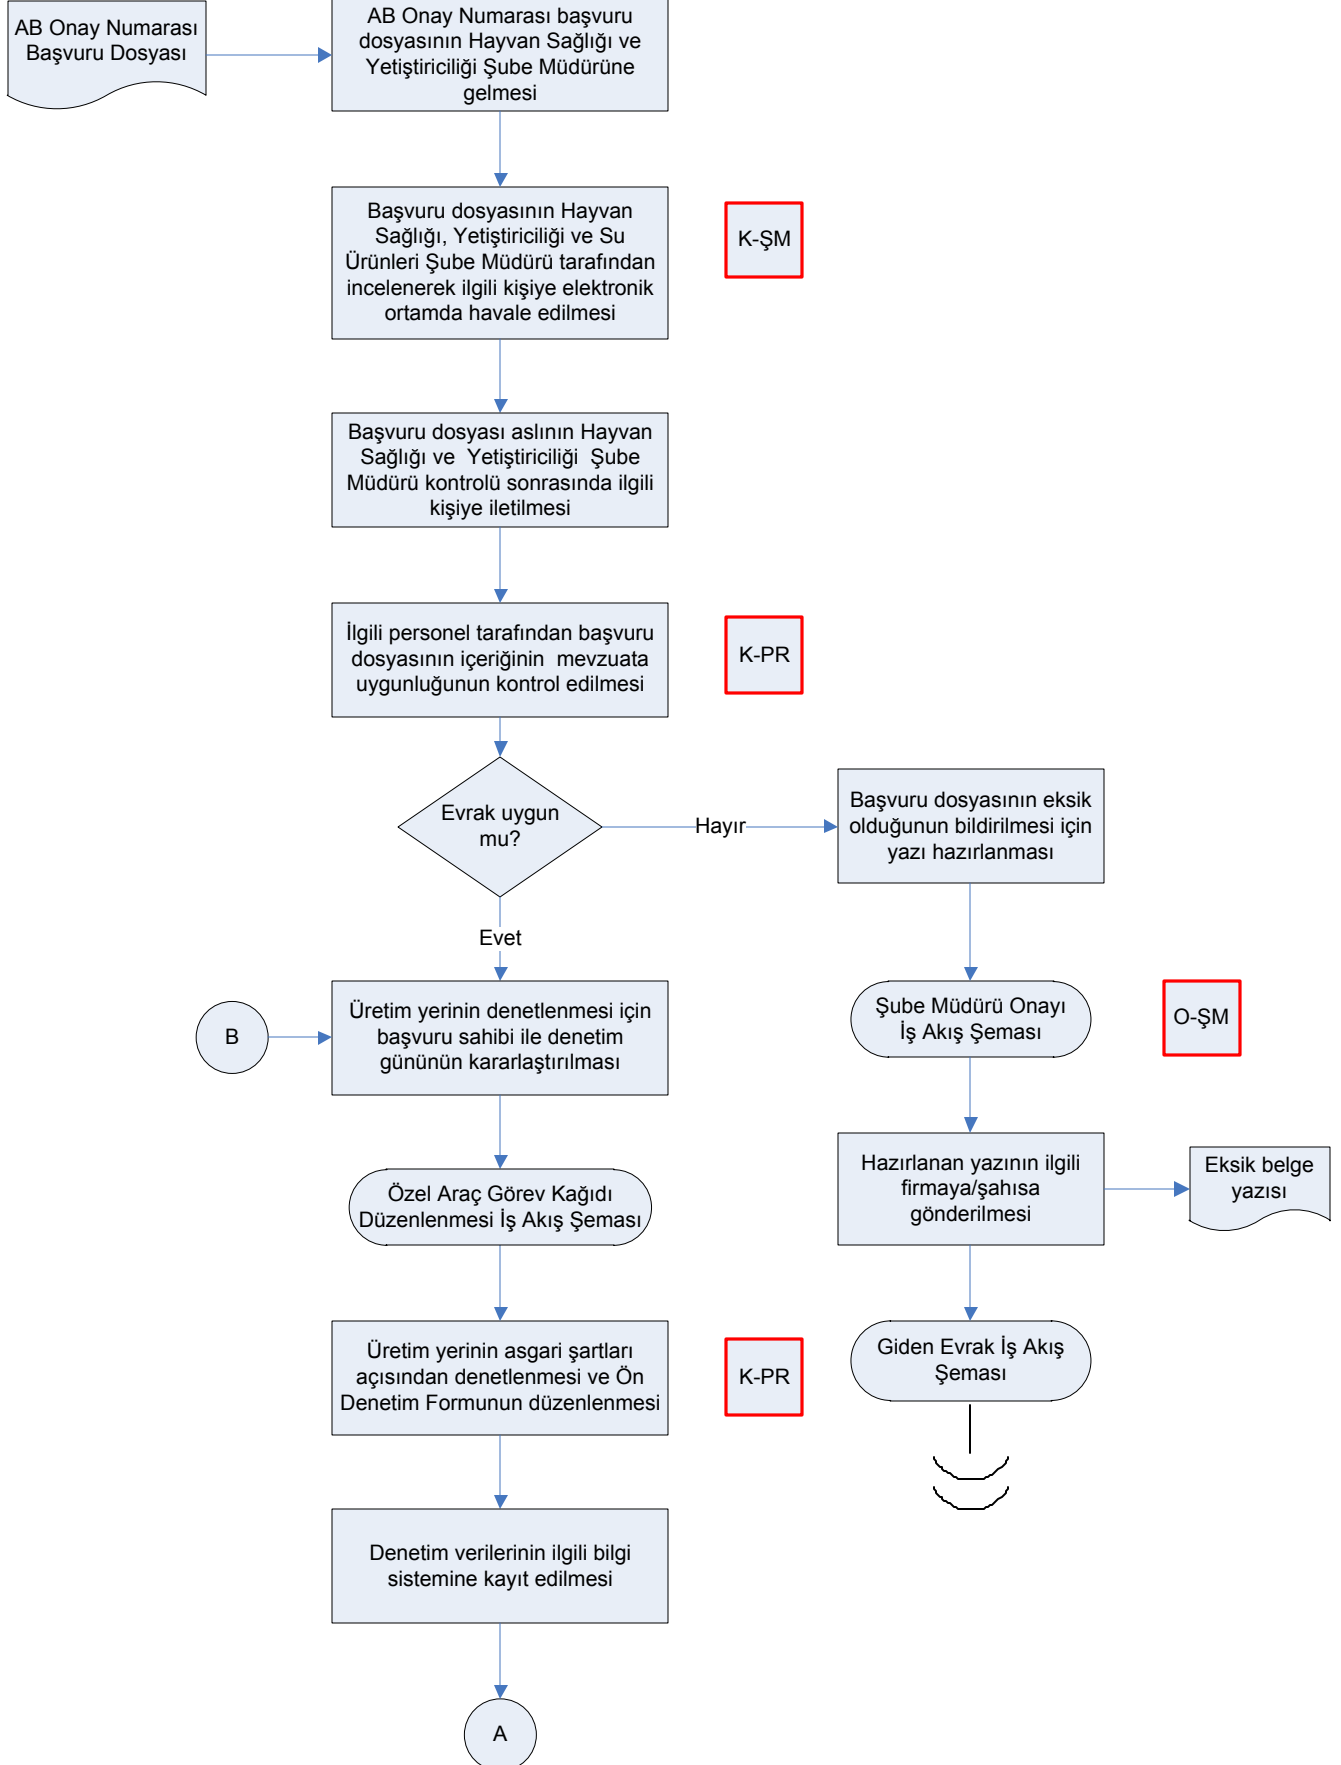 AB Onay Numarası
Başvuru Dosyası
AB Onay Numarası başvuru
dosyasının Hayvan Sağlığı ve
Yetiştiriciliği Şube Müdürüne
gelmesi
Başvuru dosyasının Hayvan
Sağlığı, Yetiştiriciliği ve Su
Ürünleri Şube Müdürü tarafından
incelenerek ilgili kişiye elektronik
ortamda havale edilmesi
K-ŞM
Başvuru dosyası aslının Hayvan
Sağlığı ve  Yetiştiriciliği  Şube
Müdürü kontrolü sonrasında ilgili
kişiye iletilmesi
İlgili personel tarafından başvuru
dosyasının içeriğinin  mevzuata
uygunluğunun kontrol edilmesi
K-PR
Evrak uygun
mu?
Hayır
Başvuru dosyasının eksik
olduğunun bildirilmesi için
yazı hazırlanması
Evet
B
Üretim yerinin denetlenmesi için
başvuru sahibi ile denetim
gününün kararlaştırılması
Şube Müdürü Onayı
İş Akış Şeması
O-ŞM
Özel Araç Görev Kağıdı
Düzenlenmesi İş Akış Şeması
Hazırlanan yazının ilgili
firmaya/şahısa
gönderilmesi
Eksik belge
yazısı
Üretim yerinin asgari şartları
açısından denetlenmesi ve Ön
Denetim Formunun düzenlenmesi
K-PR
Giden Evrak İş Akış
Şeması
Denetim verilerinin ilgili bilgi
sistemine kayıt edilmesi
A